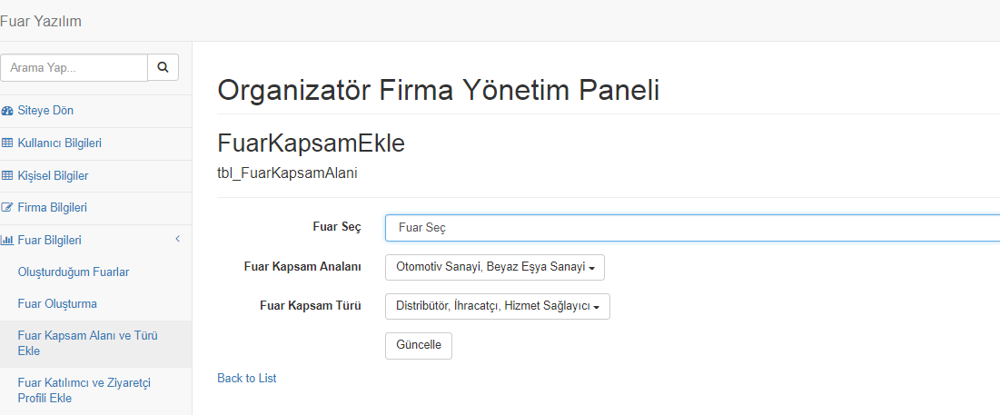 Fuar Yazılım
Arama Yap...
Siteye Dön
Kullanıcı Bilgileri
Kişisel Bilgiler
Firma Bilgileri
Fuar Bilgileri
Oluşturduğum Fuarlar
Fuar Oluşturma
Fuar Kapsam Alanı ve Türü
Ekle
Fuar Katılımcı ve Ziyaretçi
Profili Ekle
Organizatör Firma Yönetim Paneli
FuarKapsamEkle
tbl_FuarKapsamAlani
Fuar Seç
Fuar Seç
Fuar Kapsam Analanı
Otomotiv Sanayi, Beyaz Eşya Sanayi
Fuar Kapsam Türü
Distribütör, İhracatçı, Hizmet Sağlayıcı
Güncelle
Back to List